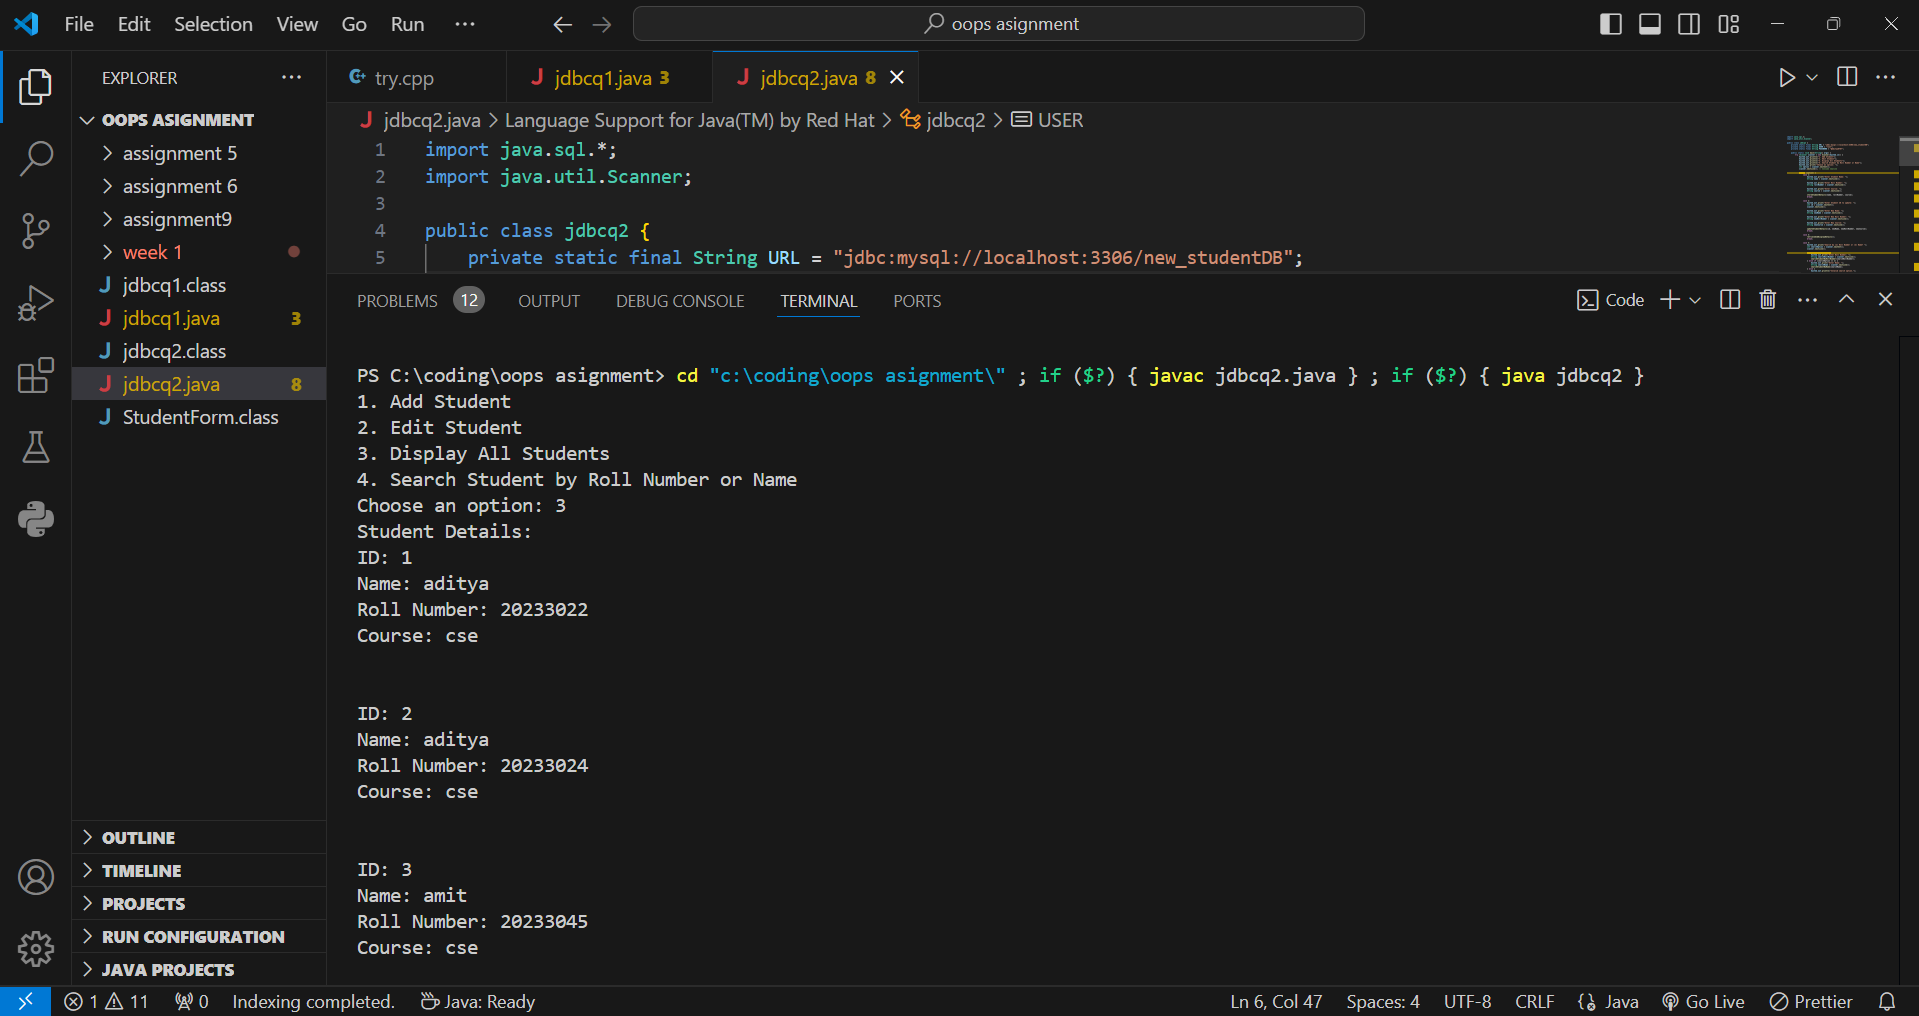 File Edit Selection View Go Run ··· oops asignment
EXPLORER
OOPS ASIGNMENT
assignment 5
assignment 6
assignment9
week 1
jdbcq1.class
jdbcq1.java 3
jdbcq2.class
jdbcq2.java 8
StudentForm.class
OUTLINE
TIMELINE
PROJECTS
RUN CONFIGURATION
JAVA PROJECTS
try.cpp jdbcq1.java 3 jdbcq2.java 8
jdbcq2.java > Language Support for Java(TM) by Red Hat > jdbcq2 > USER
1 import java.sql.*;
2 import java.util.Scanner;
3
4 public class jdbcq2 {
5 private static final String URL = "jdbc:mysql://localhost:3306/new_studentDB";
PROBLEMS 12 OUTPUT DEBUG CONSOLE TERMINAL PORTS Code
PS C:\coding\oops asignment> cd "c:\coding\oops asignment\" ; if ($?) { javac jdbcq2.java } ; if ($?) { java jdbcq2 }
1. Add Student
2. Edit Student
3. Display All Students
4. Search Student by Roll Number or Name
Choose an option: 3
Student Details:
ID: 1
Name: aditya
Roll Number: 20233022
Course: cse
ID: 2
Name: aditya
Roll Number: 20233024
Course: cse
ID: 3
Name: amit
Roll Number: 20233045
Course: cse
1 11 0 Indexing completed. Java: Ready Ln 6, Col 47 Spaces: 4 UTF-8 CRLF Java Go Live Prettier